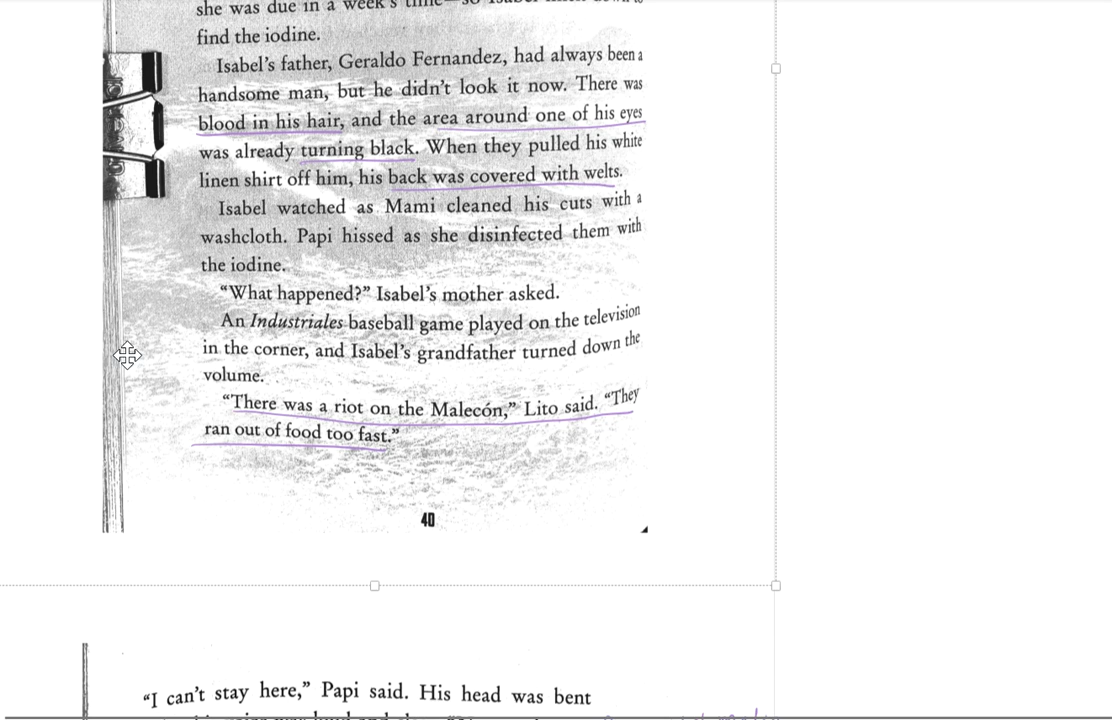 she was due in a week's time
find the iodine.
Isabel's father, Geraldo Fernandez, had always been a
handsome man, but he didn't look it now. There was
blood in his hair, and the area around one of his eyes
was already turning black. When they pulled his white
linen shirt off him, his back was covered with welts.
Isabel watched as Mami cleaned his cuts with a
washcloth. Papi hissed as she disinfected them with
the iodine.
“What happened?” Isabel's mother asked.
An Industriales baseball game played on the television
in the corner, and Isabel's grandfather turned down the
volume.
“There was a riot on the Malecón,” Lito said. “They
ran out of food too fast.”
40
“I can't stay here,” Papi said. His head was bent